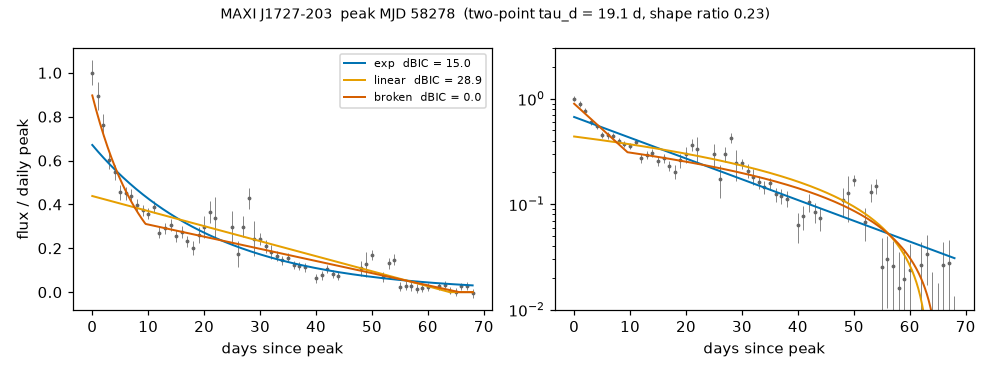 MAXI J1727-203  peak MJD 58278  (two-point tau_d = 19.1 d, shape ratio 0.23)
exp  dBIC = 15.0
linear  dBIC = 28.9
broken  dBIC = 0.0
flux / daily peak
1.0
0.8
0.6
0.4
0.2
0.0
0 10 20 30 40 50 60 70
days since peak
10^0
10^-1
10^-2
0 10 20 30 40 50 60 70
days since peak